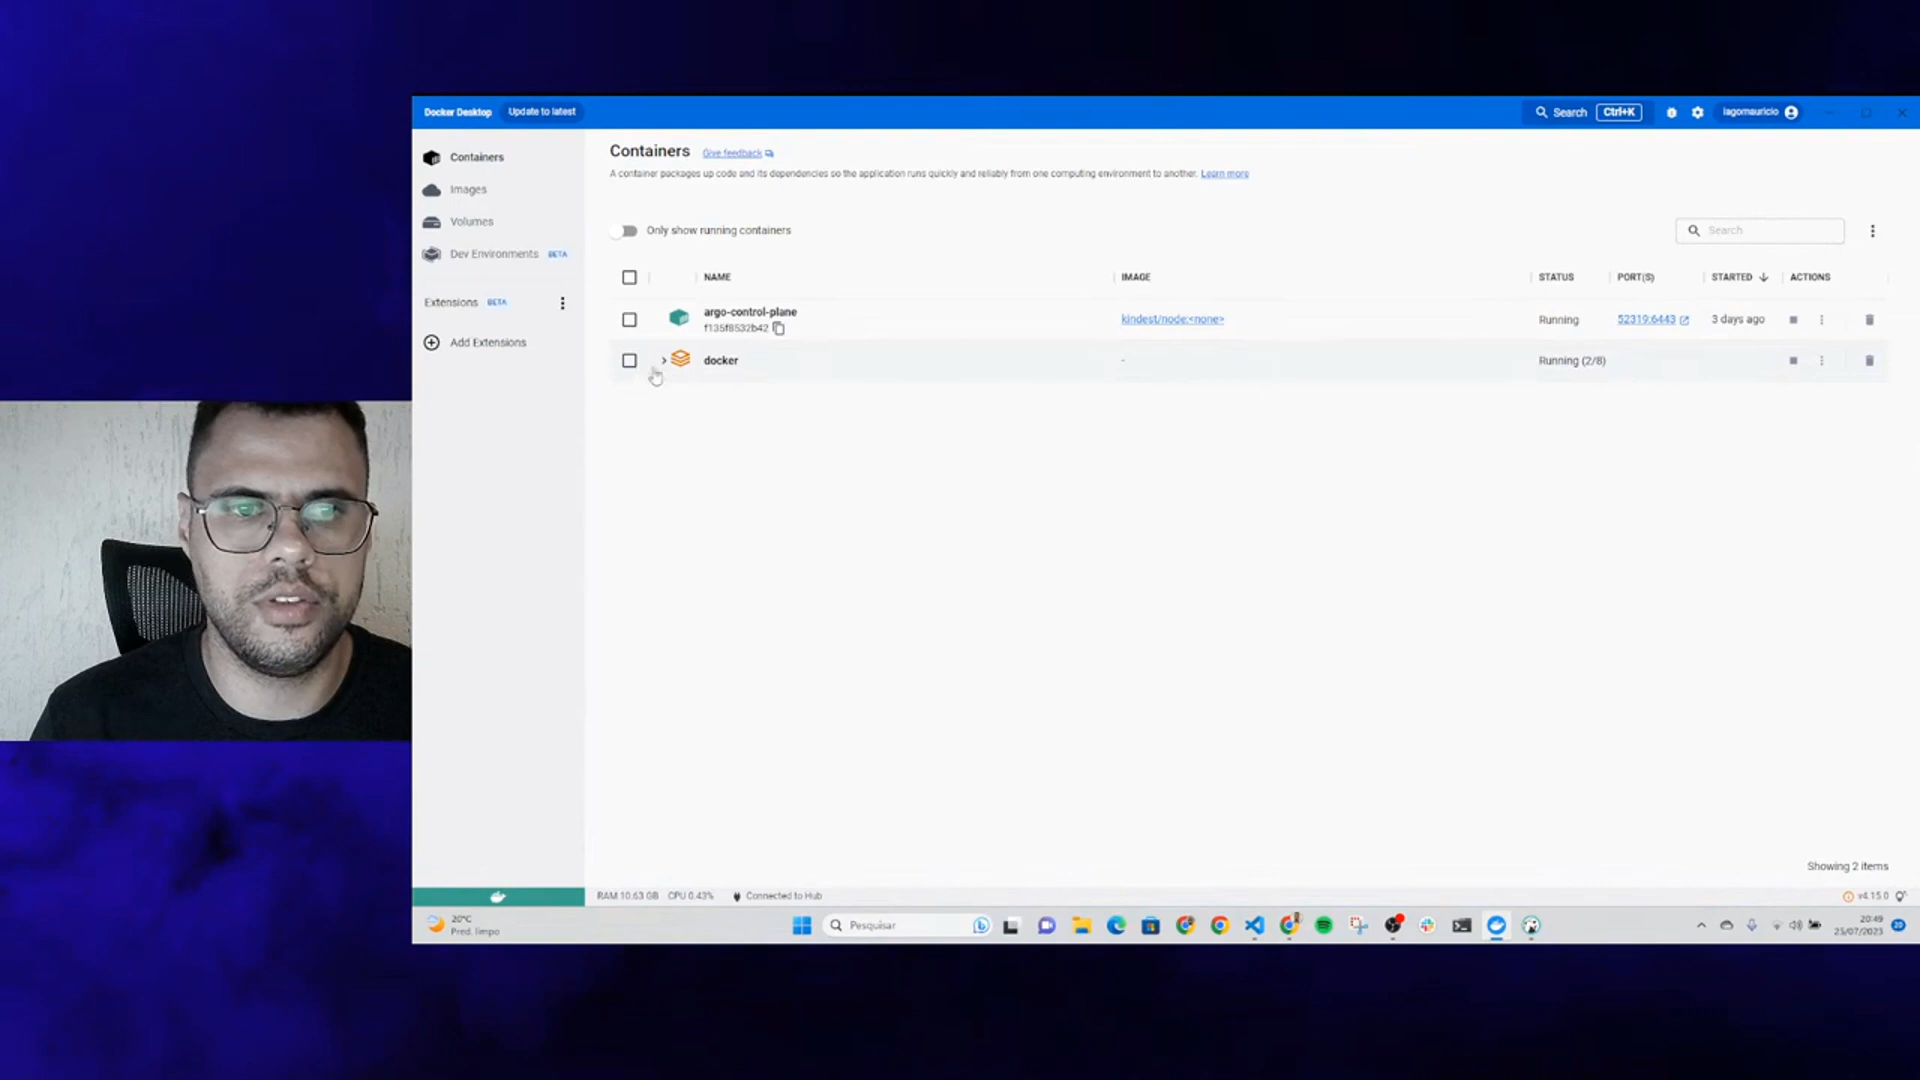 Docker Desktop Update to latest Search Ctrl+K iagomauricio
Containers
Images
Volumes
Dev Environments BETA
Extensions BETA
Add Extensions
Containers Give feedback
A container packages up code and its dependencies so the application runs quickly and reliably from one computing environment to another. Learn more
Only show running containers Search
NAME IMAGE STATUS PORT(S) STARTED ACTIONS
argo-control-plane
f135f8532b42
kindest/node:<none> Running 52319:6443 3 days ago
docker - Running (2/8)
Showing 2 items
RAM 10.63 GB CPU 0.43% Connected to Hub v4.15.0
20°C
Pred. limpo
Pesquisar
20:49
25/07/2023